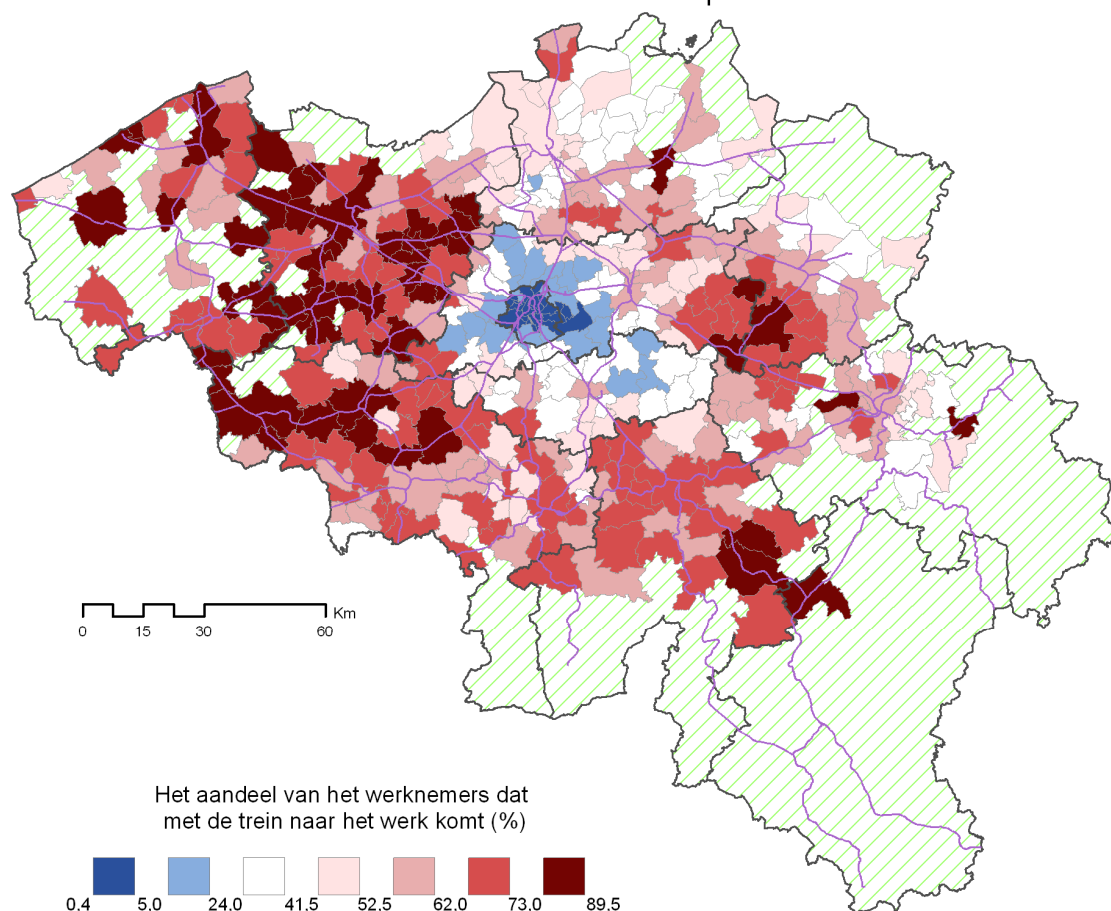 Km
0 15 30 60
Het aandeel van het werknemers dat
met de trein naar het werk komt (%)
0.4 5.0 24.0 41.5 52.5 62.0 73.0 89.5